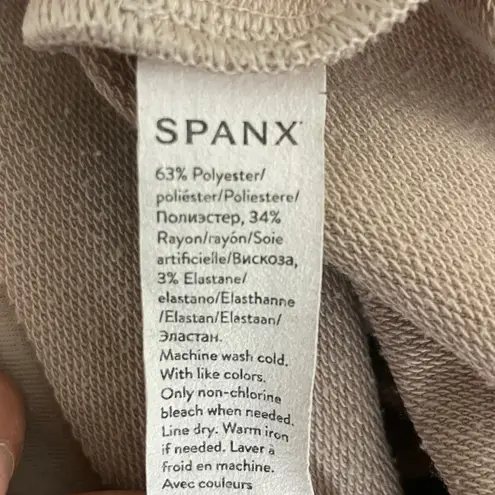 SPANX
63% Polyester/
poliéster/Poliestere/
Полиэстер, 34%
Rayon/rayón/Soie
artificielle/Вискоза,
3% Elastane/
elastano/Elasthanne
/Elastan/Elastaan/
Эластан.
Machine wash cold.
With like colors.
Only non-chlorine
bleach when needed.
Line dry. Warm iron
if needed. Laver à
froid en machine.
Avec couleurs